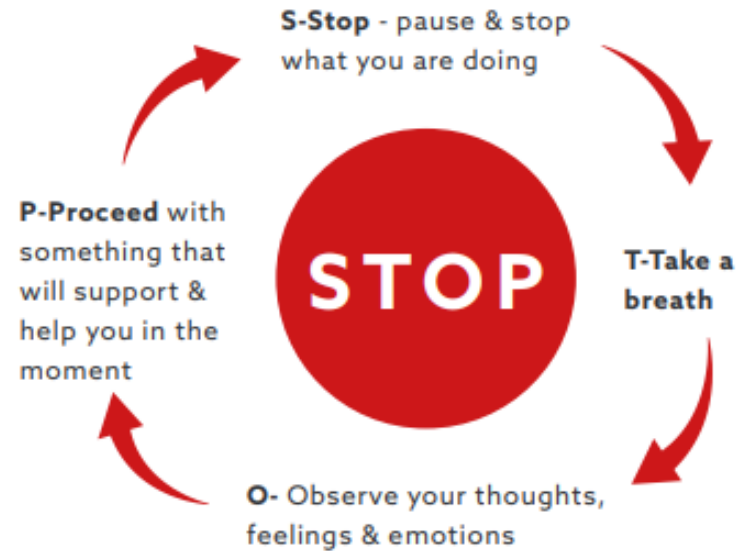 S-Stop - pause & stop
what you are doing
T-Take a
breath
O- Observe your thoughts,
feelings & emotions
P-Proceed with
something that
will support &
help you in the
moment
STOP